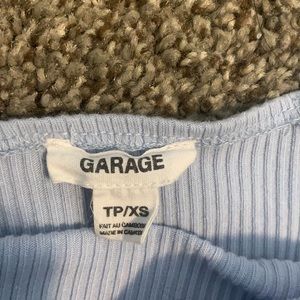 GARAGE
TP/XS
FAIT AU CAMBODGE
MADE IN CAMBODIA